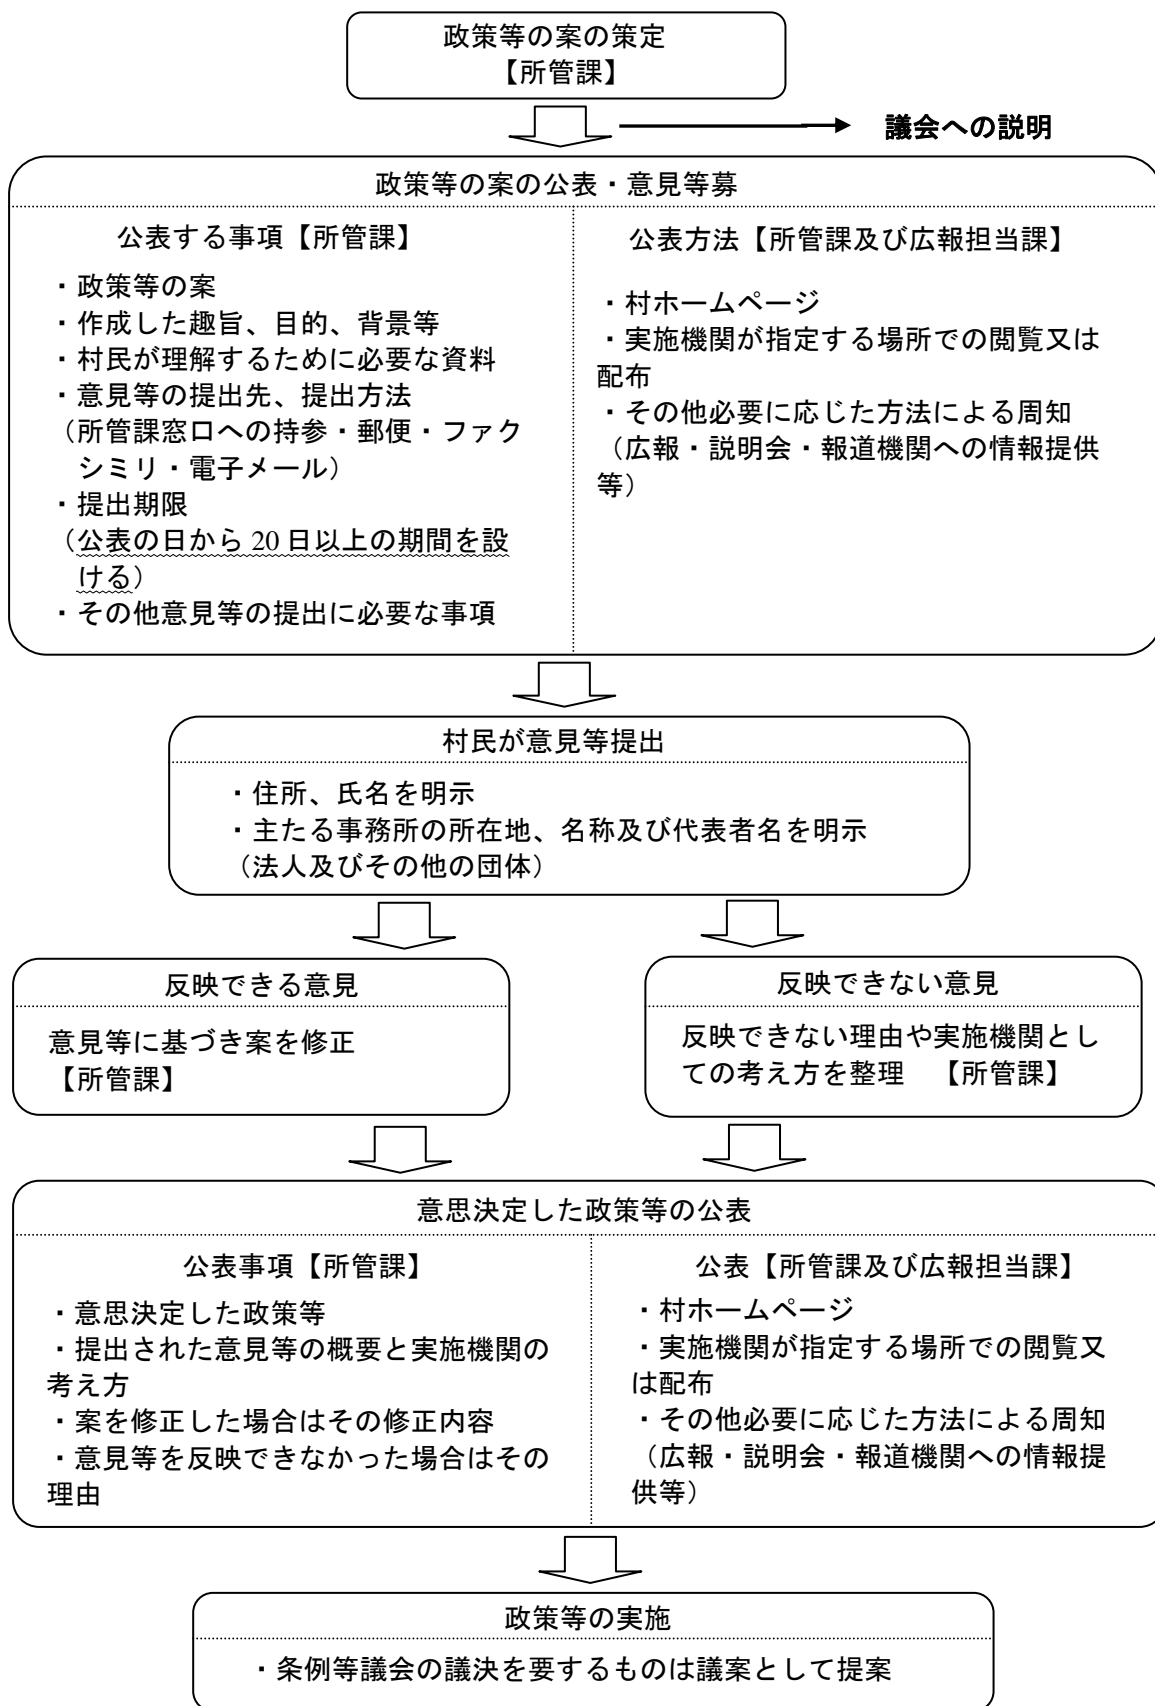 政策等の案の策定
【所管課】
議会への説明
政策等の案の公表・意見等募
公表する事項【所管課】
・政策等の案
・作成した趣旨、目的、背景等
・村民が理解するために必要な資料
・意見等の提出先、提出方法
（所管課窓口への持参・郵便・ファク
シミリ・電子メール）
・提出期限
（公表の日から 20 日以上の期間を設
ける）
・その他意見等の提出に必要な事項
公表方法【所管課及び広報担当課】
・村ホームページ
・実施機関が指定する場所での閲覧又は
配布
・その他必要に応じた方法による周知
（広報・説明会・報道機関への情報提供
等）
村民が意見等提出
・住所、氏名を明示
・主たる事務所の所在地、名称及び代表者名を明示
（法人及びその他の団体）
反映できる意見
意見等に基づき案を修正
【所管課】
反映できない意見
反映できない理由や実施機関とし
ての考え方を整理　【所管課】
意思決定した政策等の公表
公表事項【所管課】
・意思決定した政策等
・提出された意見等の概要と実施機関の
考え方
・案を修正した場合はその修正内容
・意見等を反映できなかった場合はその
理由
公表【所管課及び広報担当課】
・村ホームページ
・実施機関が指定する場所での閲覧又
は配布
・その他必要に応じた方法による周知
（広報・説明会・報道機関への情報提
供等）
政策等の実施
・条例等議会の議決を要するものは議案として提案